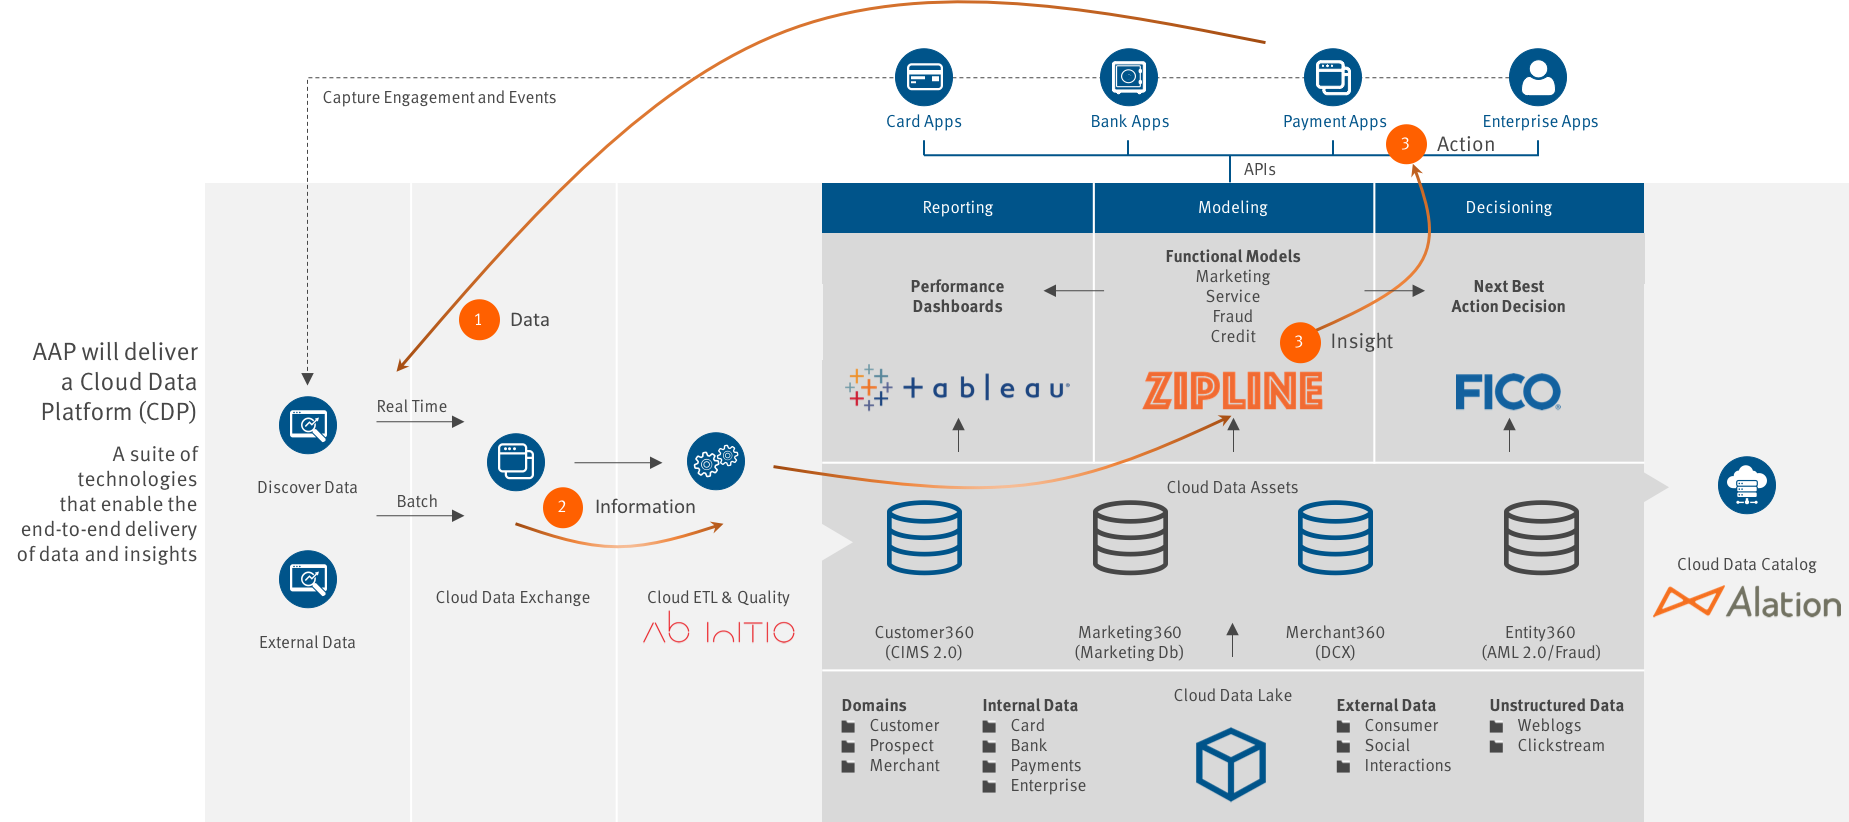 Capture Engagement and Events
Card Apps
Bank Apps
Payment Apps
Enterprise Apps
3
Action
APIs
Reporting
Modeling
Decisioning
Functional Models
Marketing
Service
Fraud
Credit
Performance
Dashboards
Next Best
Action Decision
1
Data
3
Insight
AAP will deliver
a Cloud Data
Platform (CDP)
A suite of
technologies
that enable the
end-to-end delivery
of data and insights
+ableau
ZIPLINE
FICO
Real Time
Batch
Discover Data
External Data
2
Information
Cloud Data Exchange
Cloud ETL & Quality
Ab Initio
Cloud Data Assets
Customer360
(CIMS 2.0)
Marketing360
(Marketing Db)
Merchant360
(DCX)
Entity360
(AML 2.0/Fraud)
Cloud Data Catalog
Alation
Cloud Data Lake
Domains
Customer
Prospect
Merchant
Internal Data
Card
Bank
Payments
Enterprise
External Data
Consumer
Social
Interactions
Unstructured Data
Weblogs
Clickstream